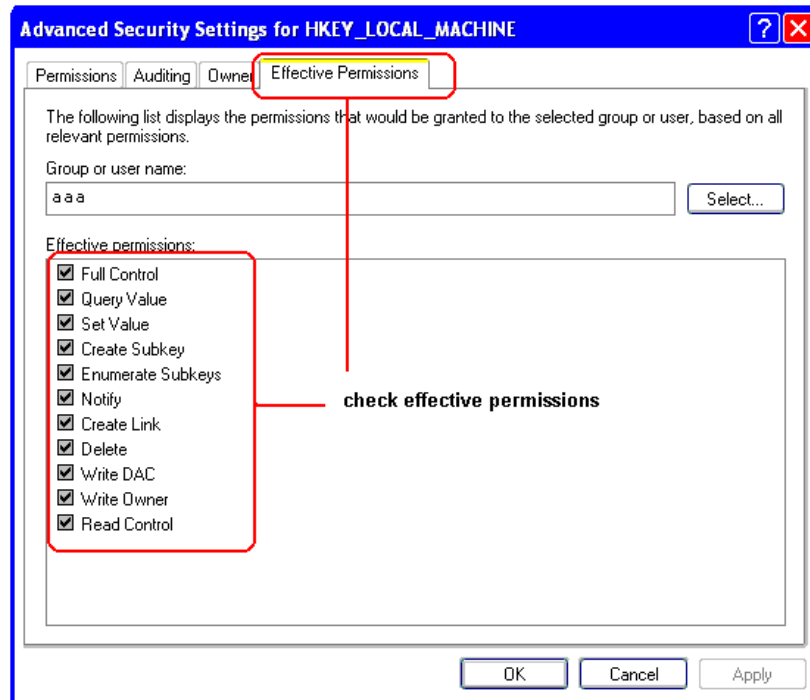 Advanced Security Settings for HKEY_LOCAL_MACHINE
Permissions Auditing Owner Effective Permissions
The following list displays the permissions that would be granted to the selected group or user, based on all
relevant permissions.
Group or user name:
aaa
Select...
Effective permissions:
Full Control
Query Value
Set Value
Create Subkey
Enumerate Subkeys
Notify
Create Link
Delete
Write DAC
Write Owner
Read Control
check effective permissions
OK Cancel Apply